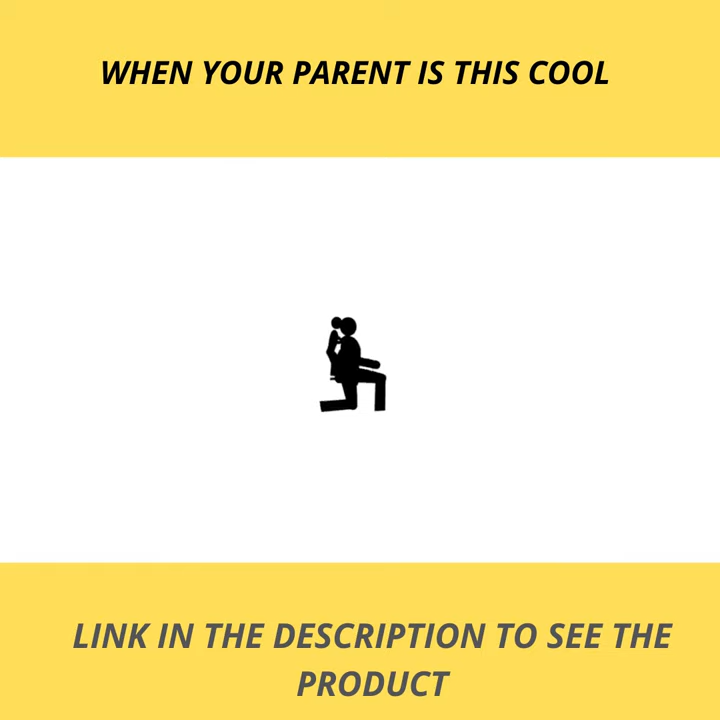 WHEN YOUR PARENT IS THIS COOL
LINK IN THE DESCRIPTION TO SEE THE
PRODUCT